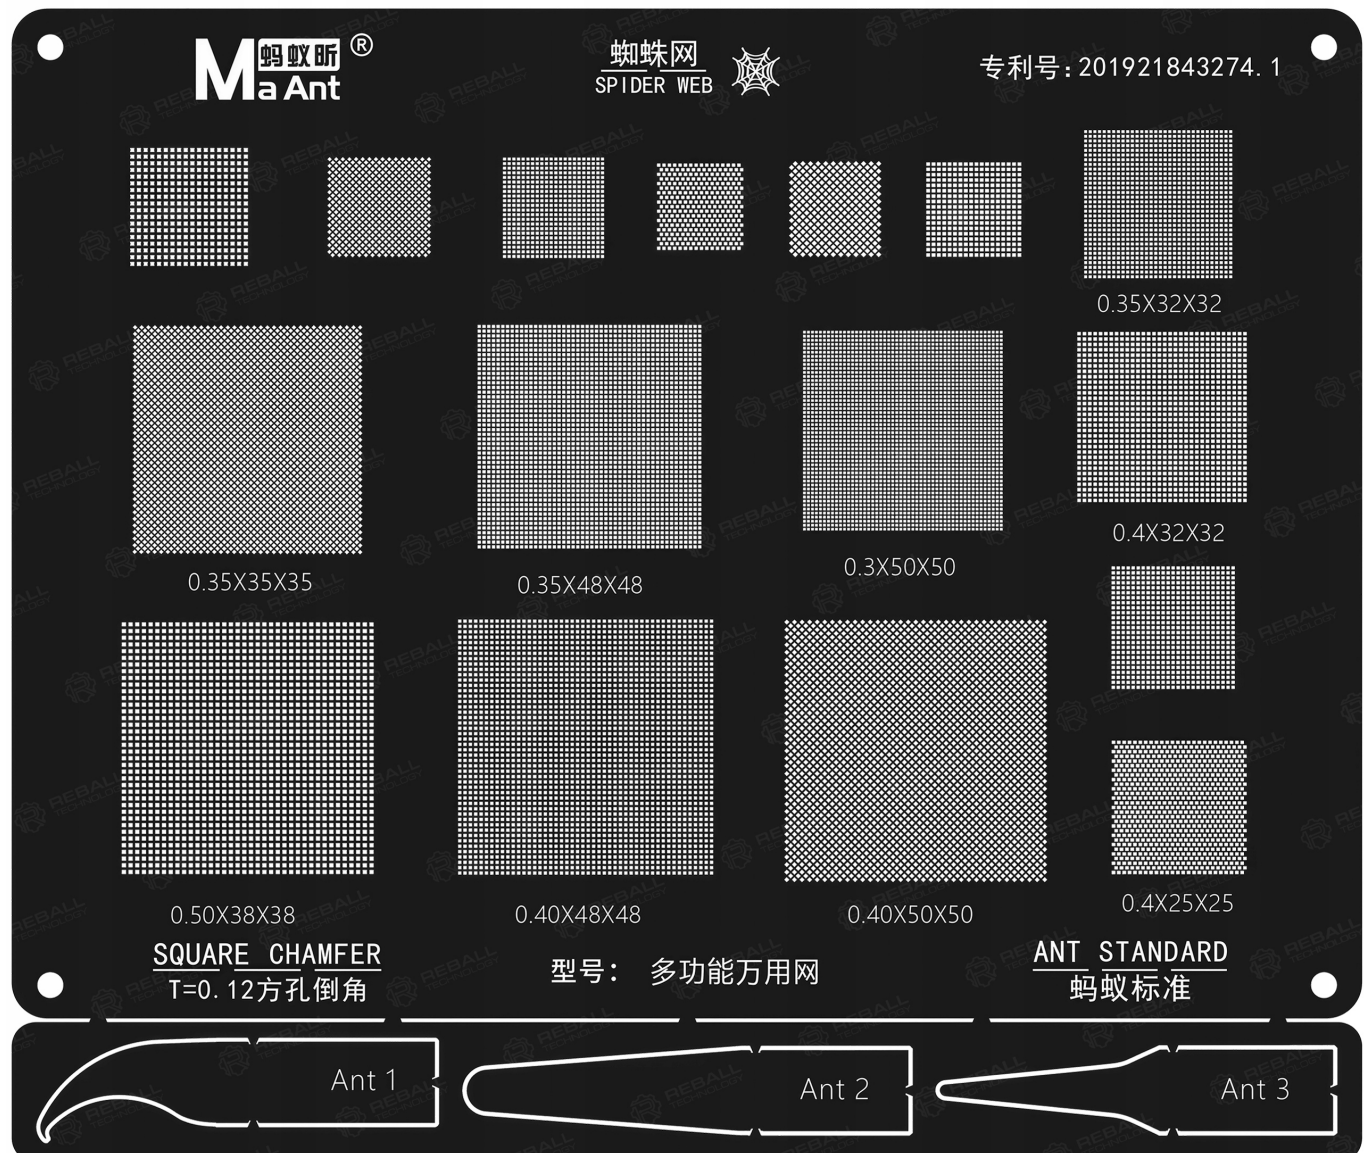 Ma Ant 蚂蚁昕 ®
蜘蛛网
SPIDER WEB
专利号:201921843274.1
0.35X32X32
0.35X35X35
0.35X48X48
0.3X50X50
0.4X32X32
0.50X38X38
0.40X48X48
0.40X50X50
0.4X25X25
SQUARE CHAMFER
T=0.12方孔倒角
型号: 多功能万用网
ANT STANDARD
蚂蚁标准
Ant 1
Ant 2
Ant 3
REBALL
TECHNOLOGY